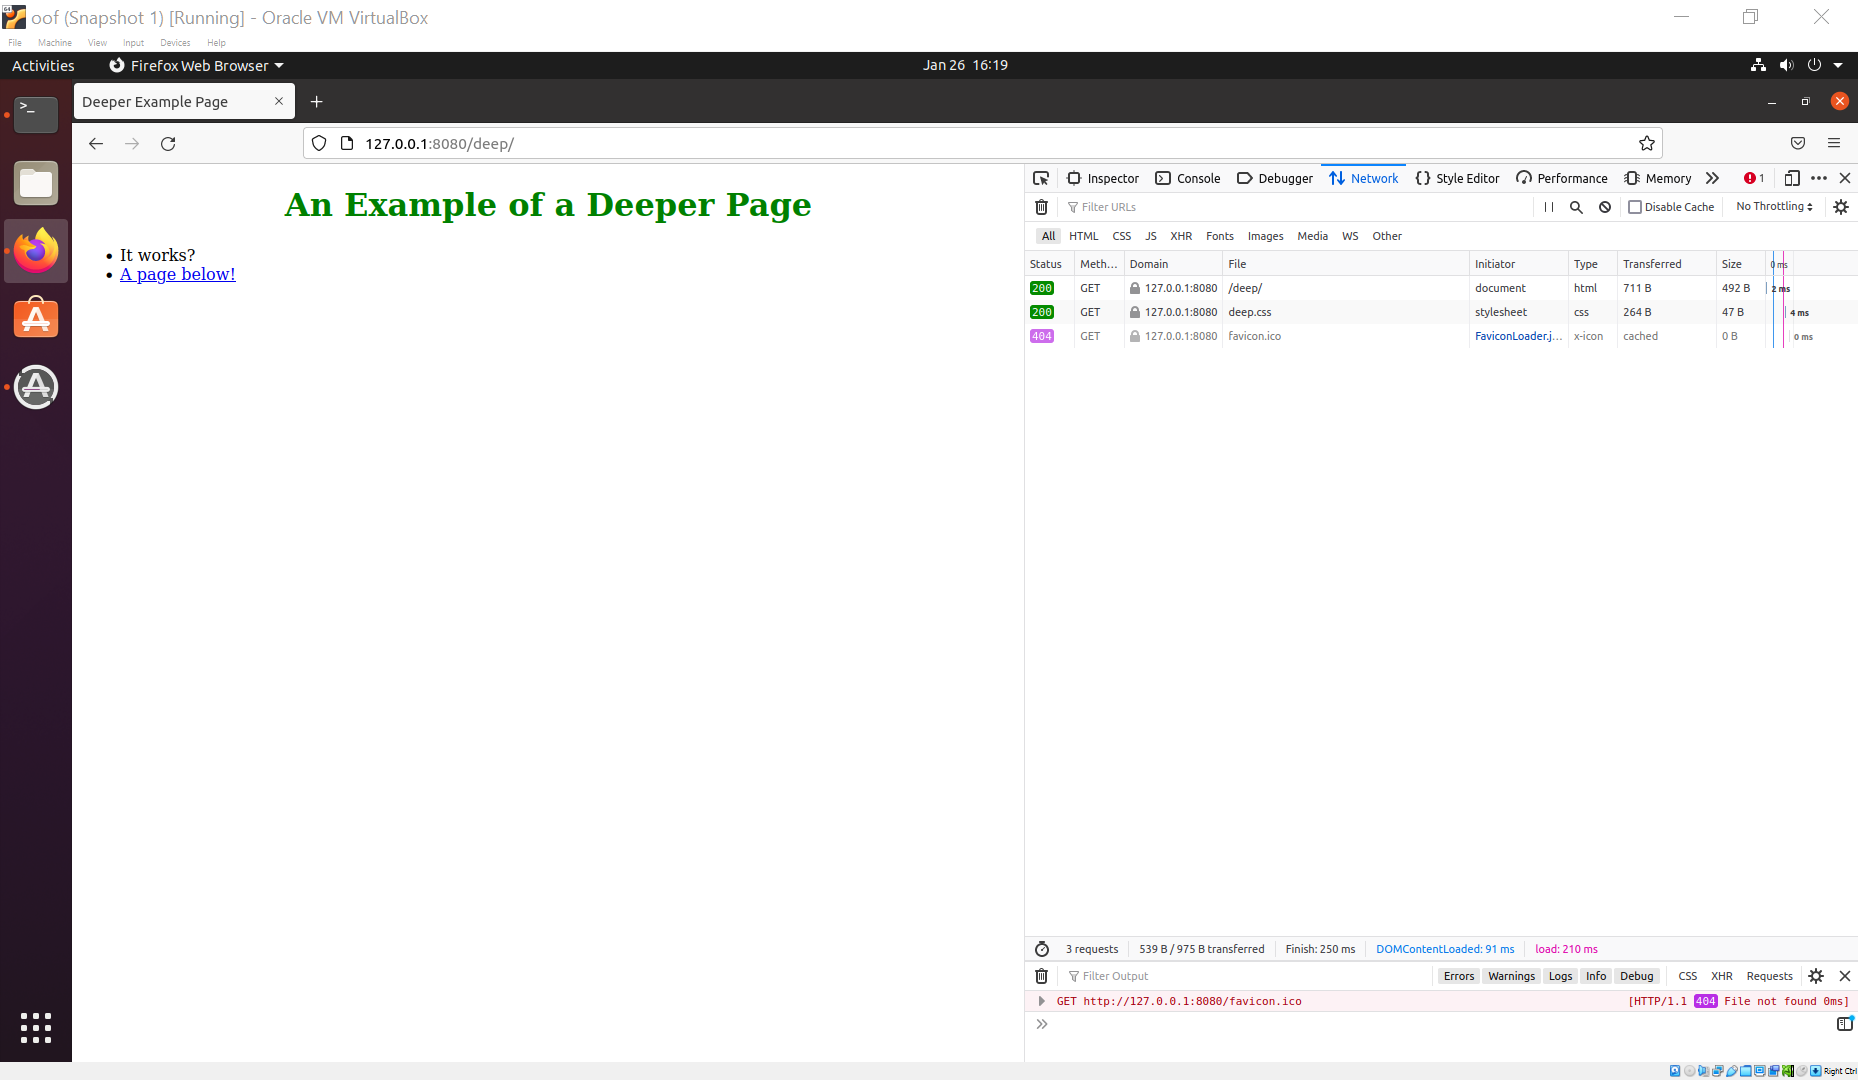 oof (Snapshot 1) [Running] - Oracle VM VirtualBox
File Machine View Input Devices Help
Activities Firefox Web Browser Jan 26 16:19
Deeper Example Page
127.0.0.1:8080/deep/
An Example of a Deeper Page
• It works?
• A page below!
Inspector Console Debugger Network Style Editor Performance Memory 1
Filter URLs Disable Cache No Throttling
All HTML CSS JS XHR Fonts Images Media WS Other
Status Meth… Domain File Initiator Type Transferred Size 0 ms
200 GET 127.0.0.1:8080 /deep/ document html 711 B 492 B 2 ms
200 GET 127.0.0.1:8080 deep.css stylesheet css 264 B 47 B 4 ms
404 GET 127.0.0.1:8080 favicon.ico FaviconLoader.j… x-icon cached 0 B 0 ms
3 requests 539 B / 975 B transferred Finish: 250 ms DOMContentLoaded: 91 ms load: 210 ms
Filter Output Errors Warnings Logs Info Debug CSS XHR Requests
GET http://127.0.0.1:8080/favicon.ico [HTTP/1.1 404 File not found 0ms]
Right Ctrl